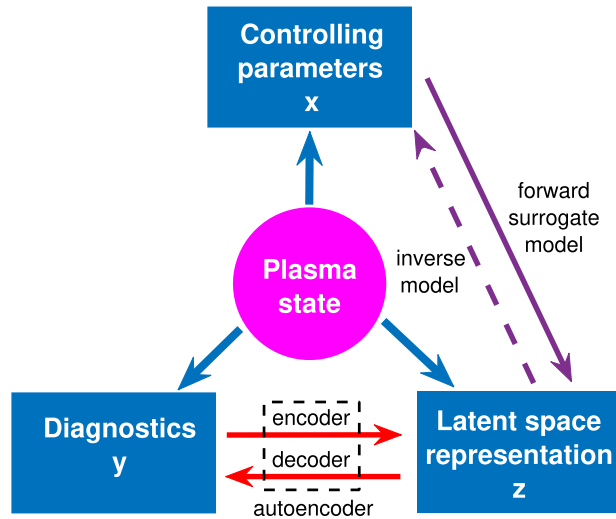 Controlling
parameters
x
forward
surrogate
model
inverse
model
Plasma
state
Diagnostics
y
encoder
decoder
autoencoder
Latent space
representation
z